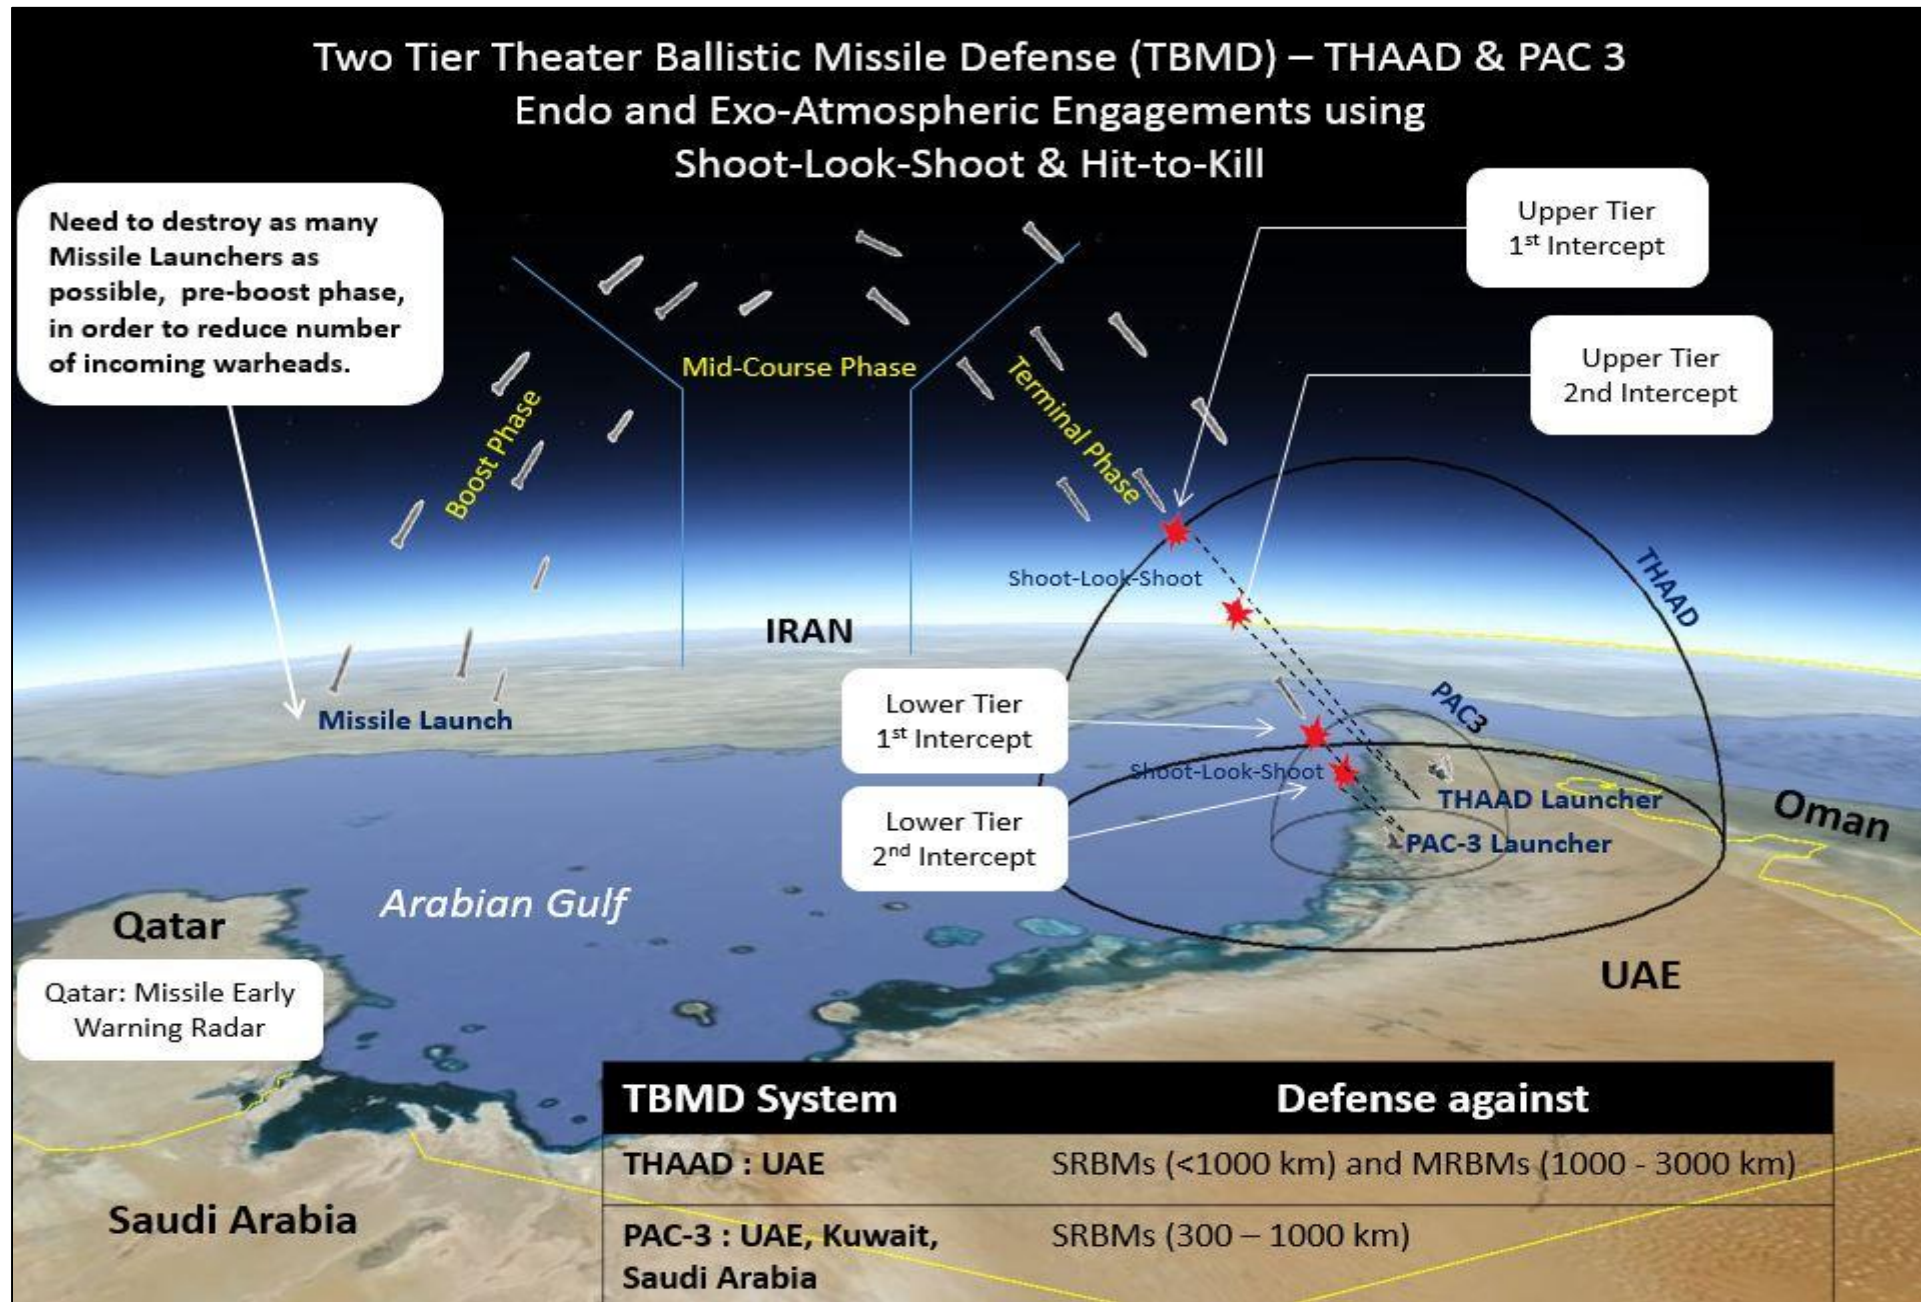 Two Tier Theater Ballistic Missile Defense (TBMD) – THAAD & PAC 3
Endo and Exo-Atmospheric Engagements using
Shoot-Look-Shoot & Hit-to-Kill
Need to destroy as many
Missile Launchers as
possible, pre-boost phase,
in order to reduce number
of incoming warheads.
Upper Tier
1st Intercept
Upper Tier
2nd Intercept
Boost Phase
Mid-Course Phase
Terminal Phase
Shoot-Look-Shoot
THAAD
IRAN
Missile Launch
Lower Tier
1st Intercept
PAC3
Shoot-Look-Shoot
Lower Tier
2nd Intercept
THAAD Launcher
PAC-3 Launcher
Oman
Arabian Gulf
Qatar
Qatar: Missile Early
Warning Radar
UAE
Saudi Arabia
TBMD System Defense against
THAAD : UAE SRBMs (<1000 km) and MRBMs (1000 - 3000 km)
PAC-3 : UAE, Kuwait, SRBMs (300 – 1000 km)
Saudi Arabia